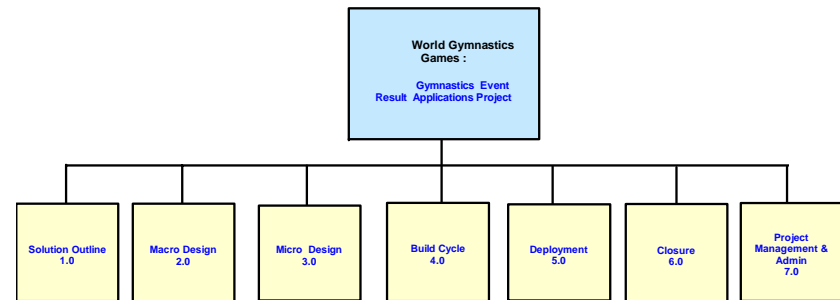 World Gymnastics
Games :
Gymnastics Event
Result Applications Project
Solution Outline
1.0
Macro Design
2.0
Micro Design
3.0
Build Cycle
4.0
Deployment
5.0
Closure
6.0
Project
Management &
Admin
7.0